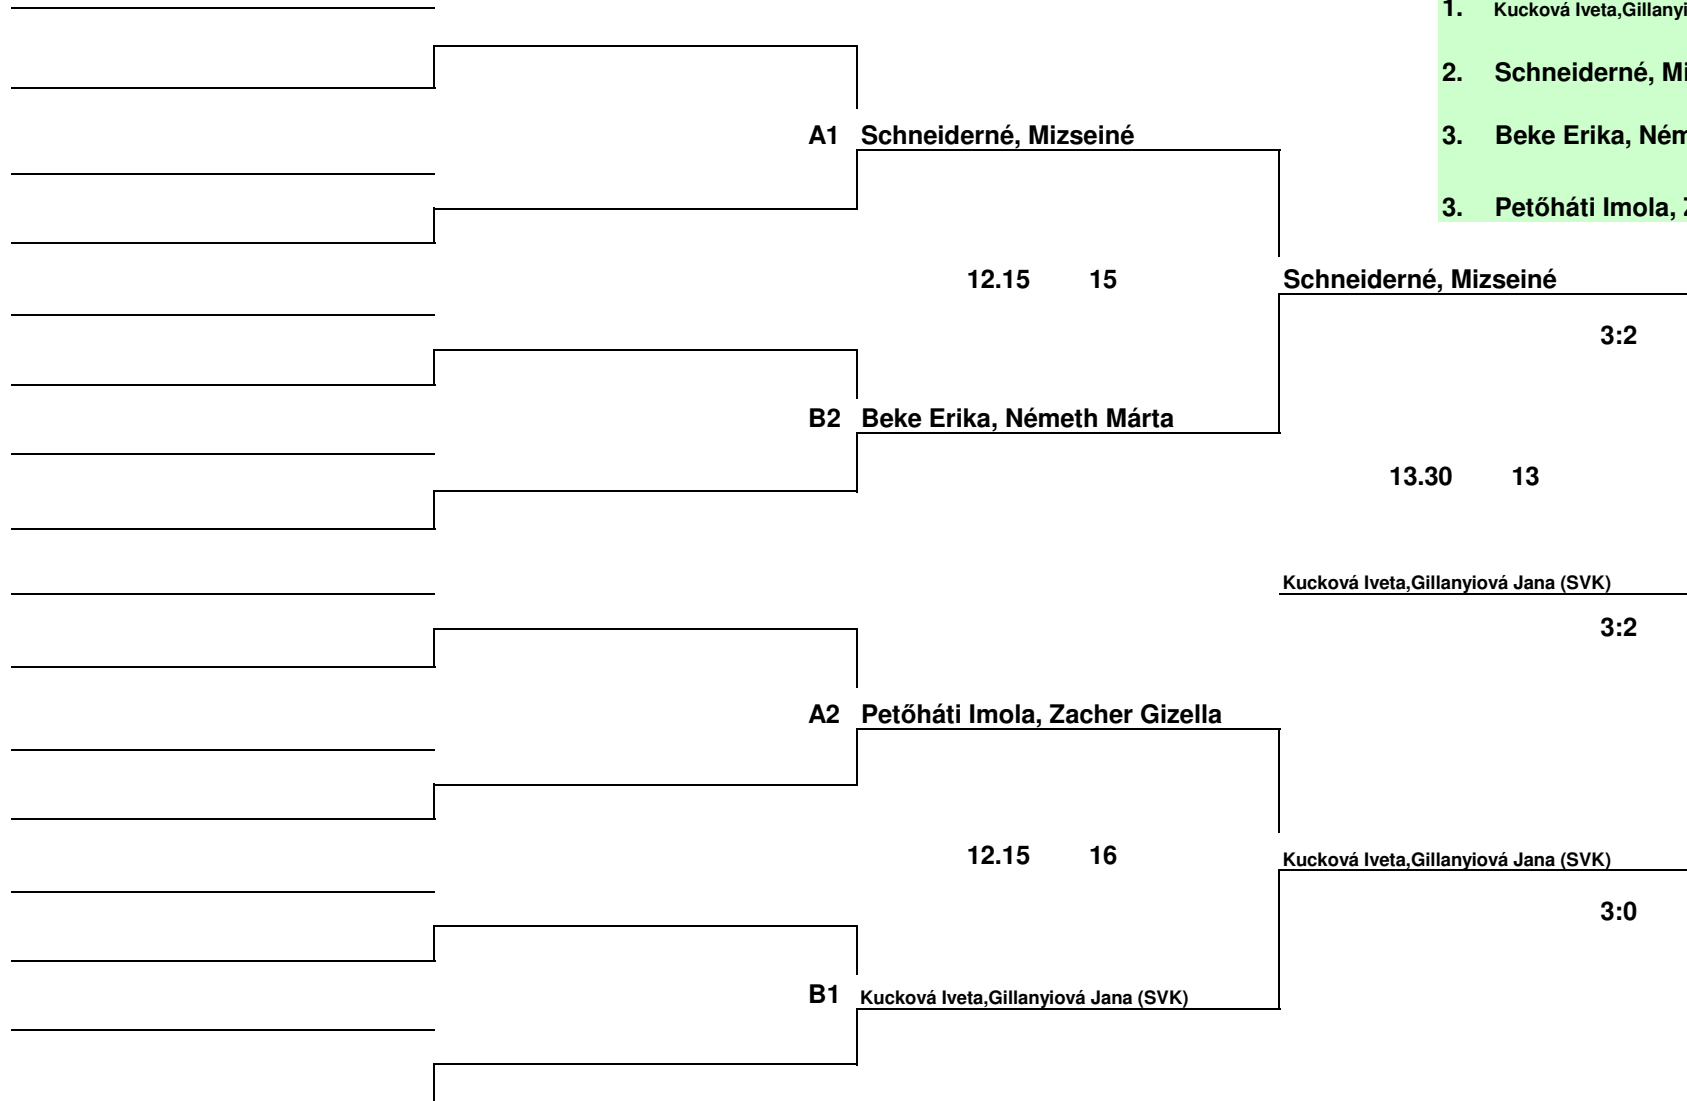 1. Kucková Iveta,Gillanyi
2. Schneiderné, Mi
A1 Schneiderné, Mizseiné
3. Beke Erika, Ném
3. Petőháti Imola,
12.15 15
Schneiderné, Mizseiné
3:2
B2 Beke Erika, Németh Márta
13.30 13
Kucková Iveta,Gillanyiová Jana (SVK)
3:2
A2 Petőháti Imola, Zacher Gizella
12.15 16
Kucková Iveta,Gillanyiová Jana (SVK)
3:0
B1 Kucková Iveta,Gillanyiová Jana (SVK)